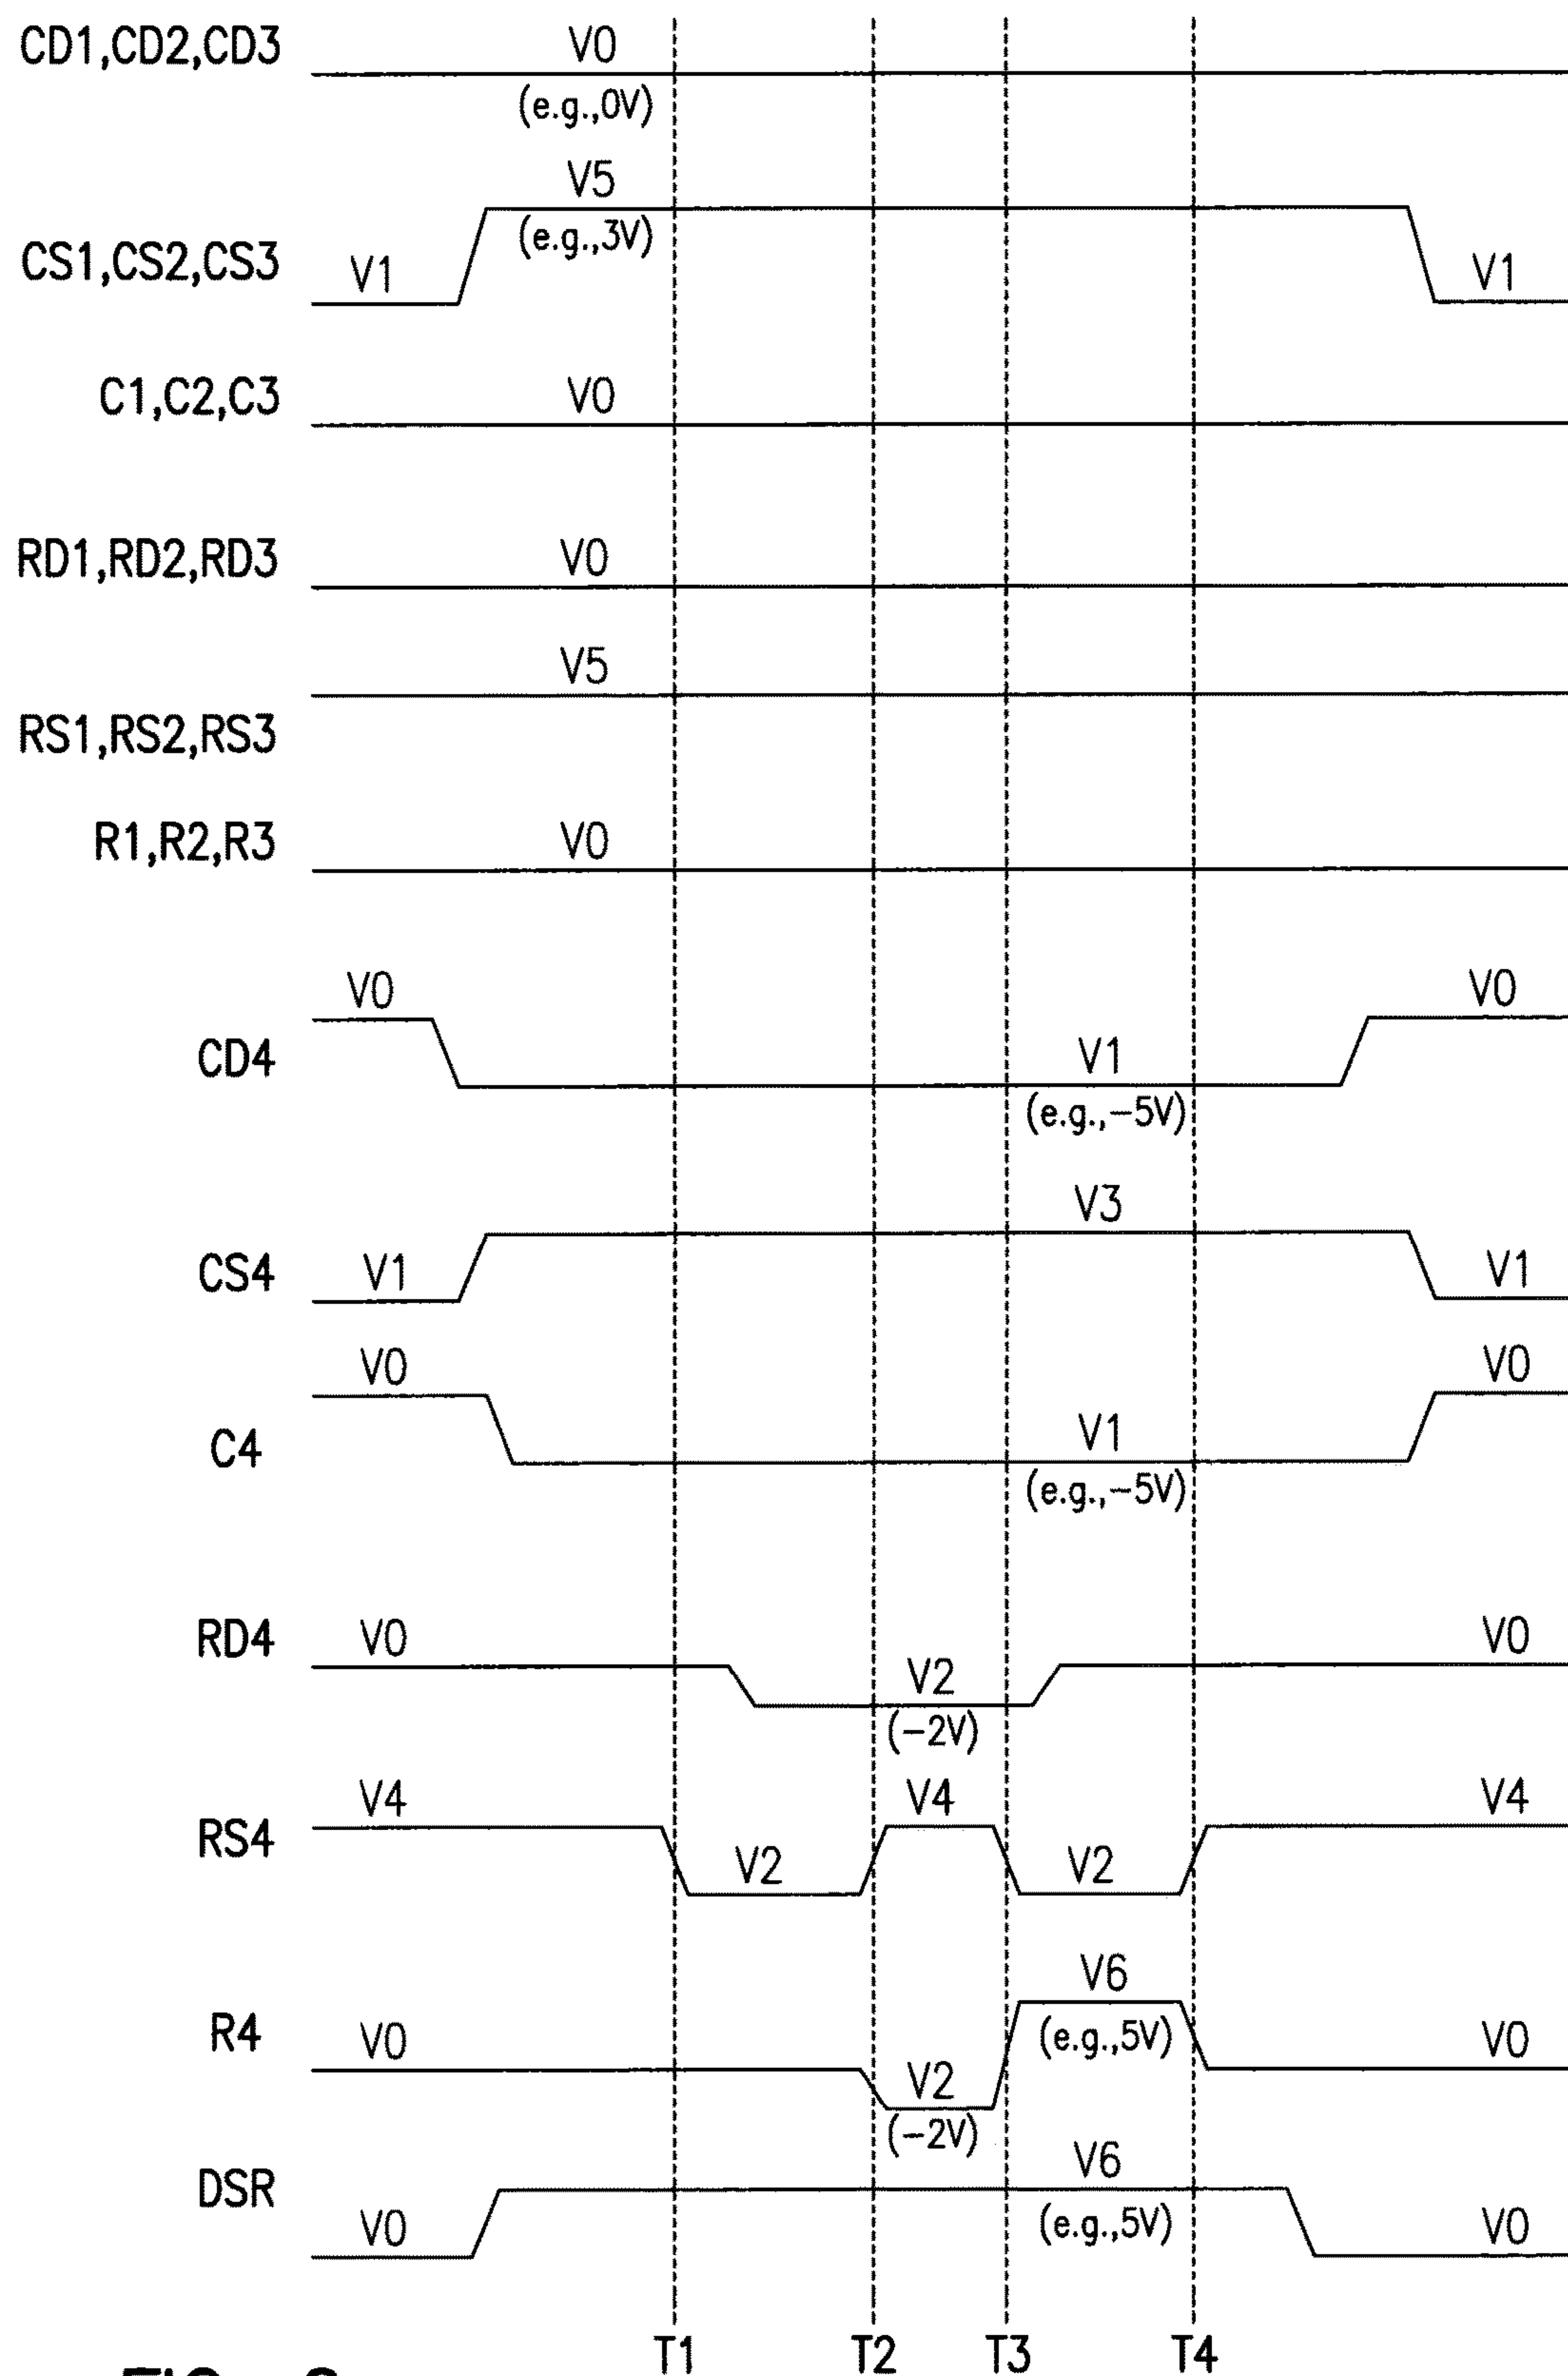 CD1,CD2,CD3 V0
(e.g.,0V)
V5
(e.g.,3V)
CS1,CS2,CS3 V1 V1
C1,C2,C3 V0
RD1,RD2,RD3 V0
V5
RS1,RS2,RS3
R1,R2,R3 V0
V0 V0
CD4 V1
(e.g.,-5V)
V3
CS4 V1 V1
V0 V0
C4 V1
(e.g.,-5V)
RD4 V0 V0
V2
(-2V)
V4 V4 V4
RS4 V2 V2
V6
R4 V0 (e.g.,5V) V0
V2
(-2V)
V6
DSR
V0 (e.g.,5V) V0
T1 T2 T3 T4